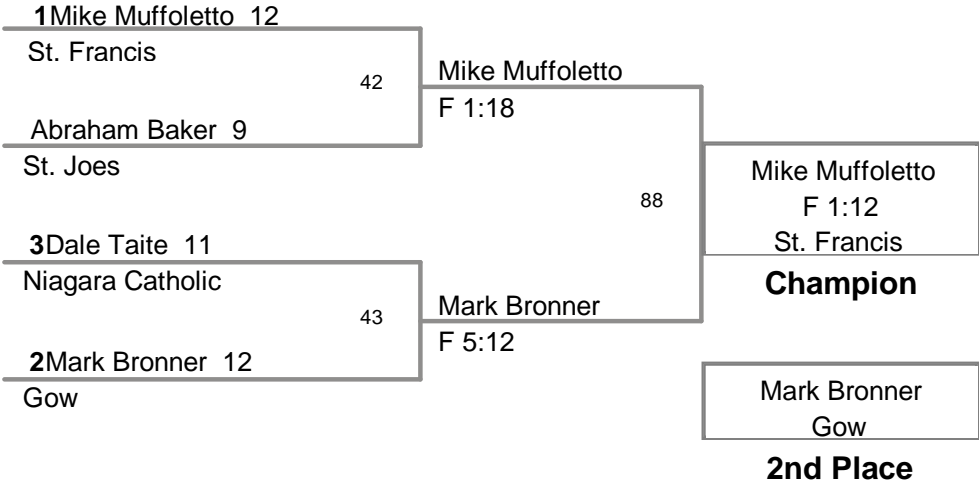 1Mike Muffoletto 12
St. Francis
42
Mike Muffoletto
F 1:18
Abraham Baker 9
St. Joes
88
Mike Muffoletto
F 1:12
St. Francis
Champion
3Dale Taite 11
Niagara Catholic
43
Mark Bronner
F 5:12
2Mark Bronner 12
Gow
Mark Bronner
Gow
2nd Place